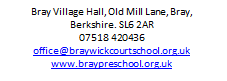 Bray Village Hall, Old Mill Lane, Bray,
Berkshire. SL6 2AR
07518 420436
office@braywickcourtschool.org.uk
www.braypreschool.org.uk